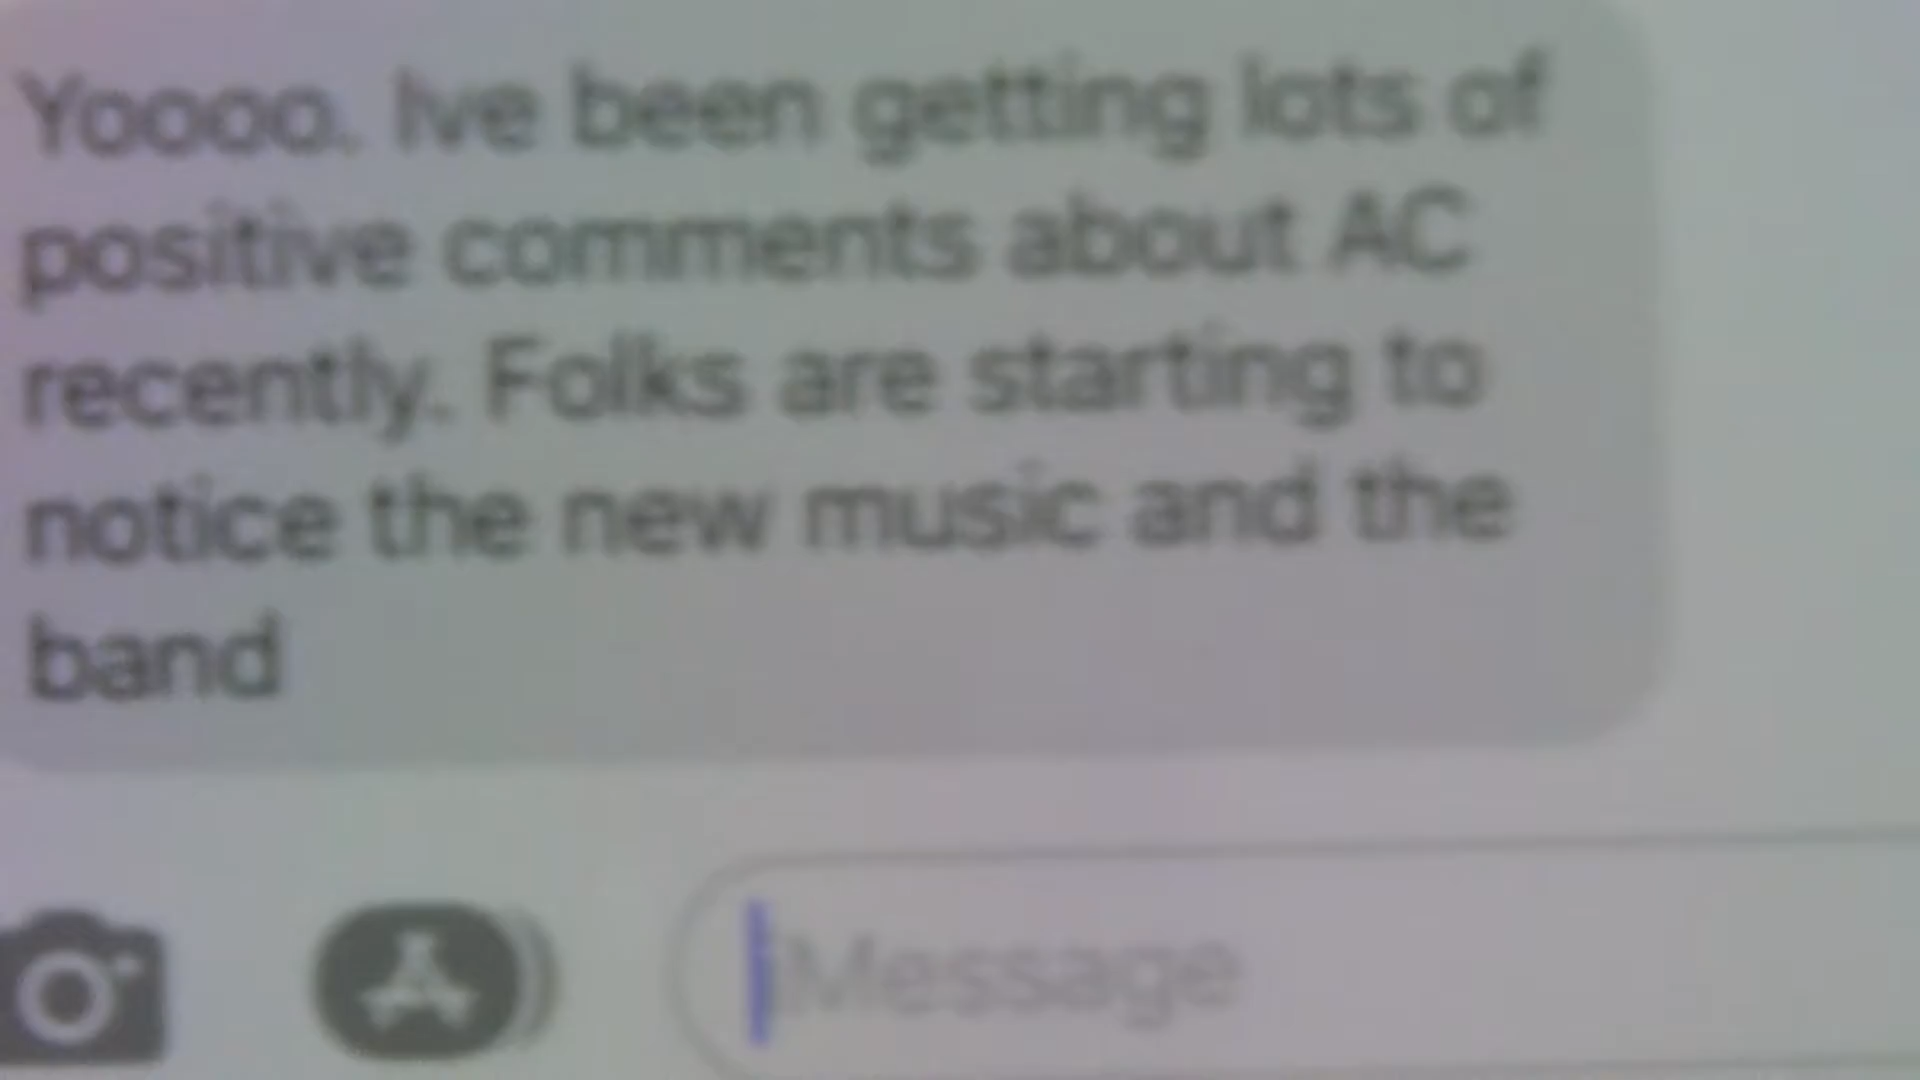 Yoooo. Ive been getting lots of
positive comments about AC
recently. Folks are starting to
notice the new music and the
band
iMessage